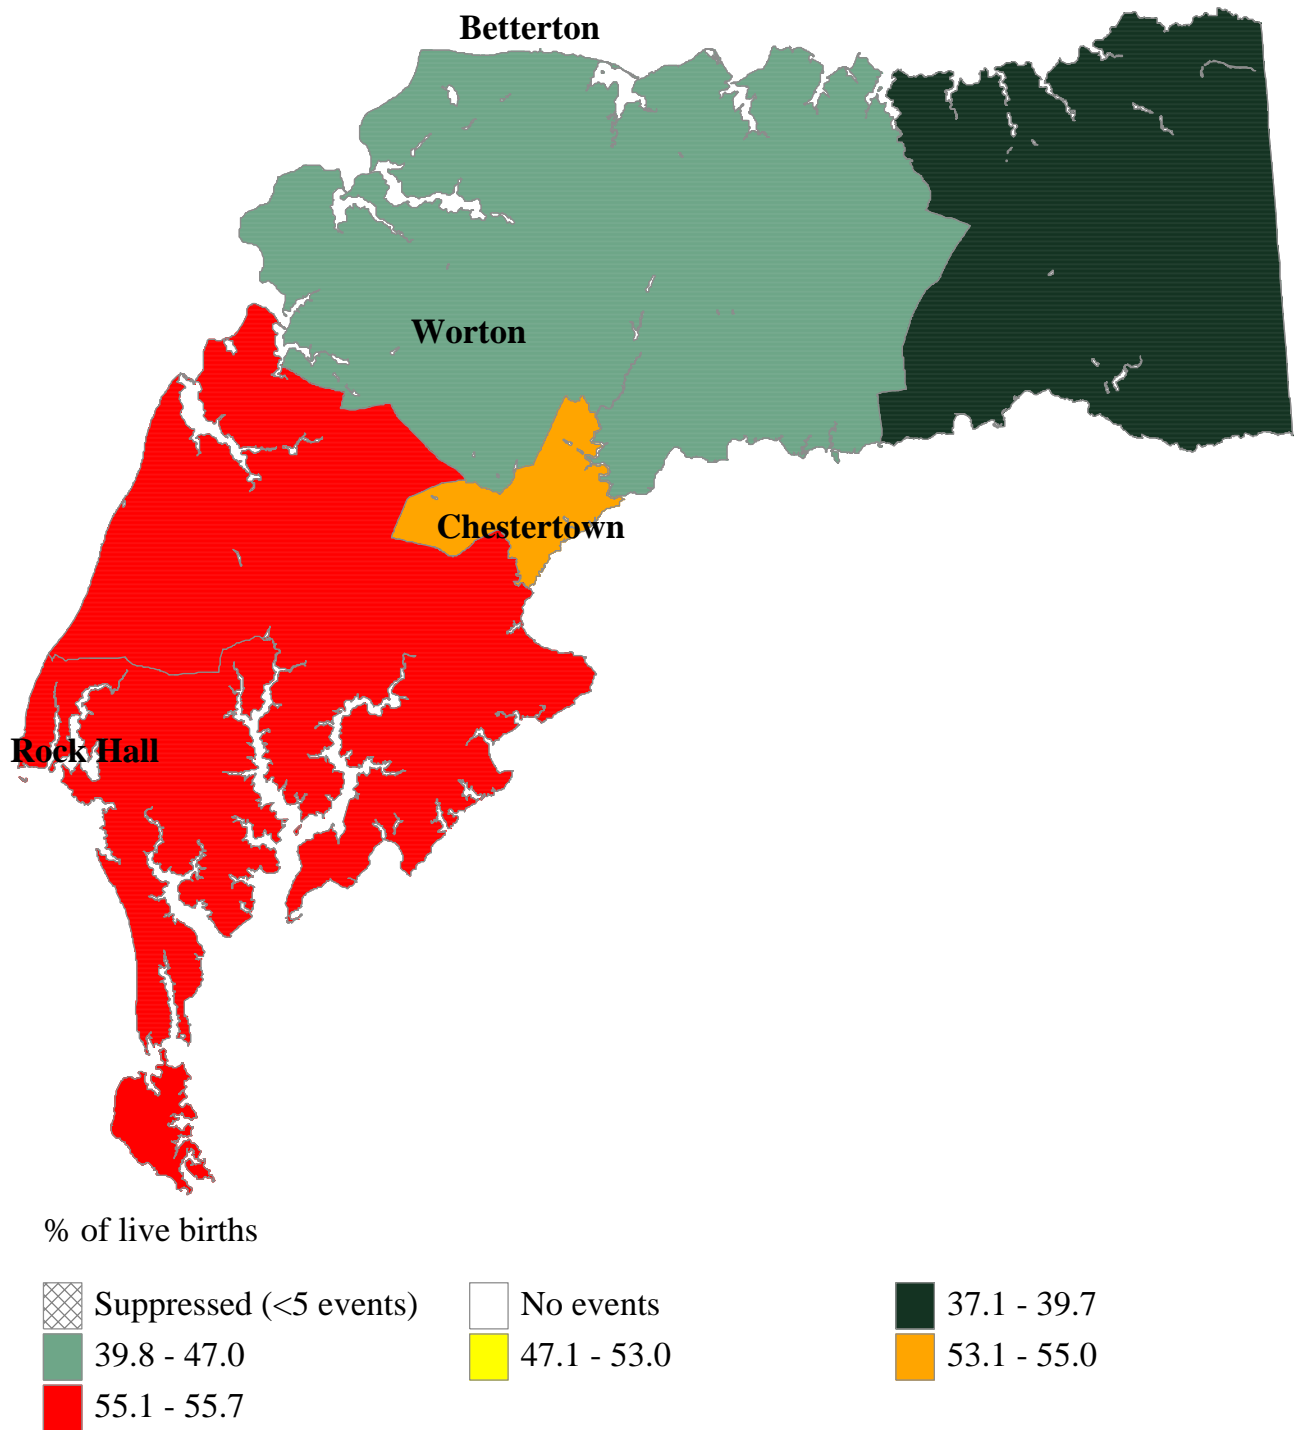 Betterton
Worton
Chestertown
Rock Hall
% of live births
Suppressed (<5 events)
No events
37.1 - 39.7
39.8 - 47.0
47.1 - 53.0
53.1 - 55.0
55.1 - 55.7